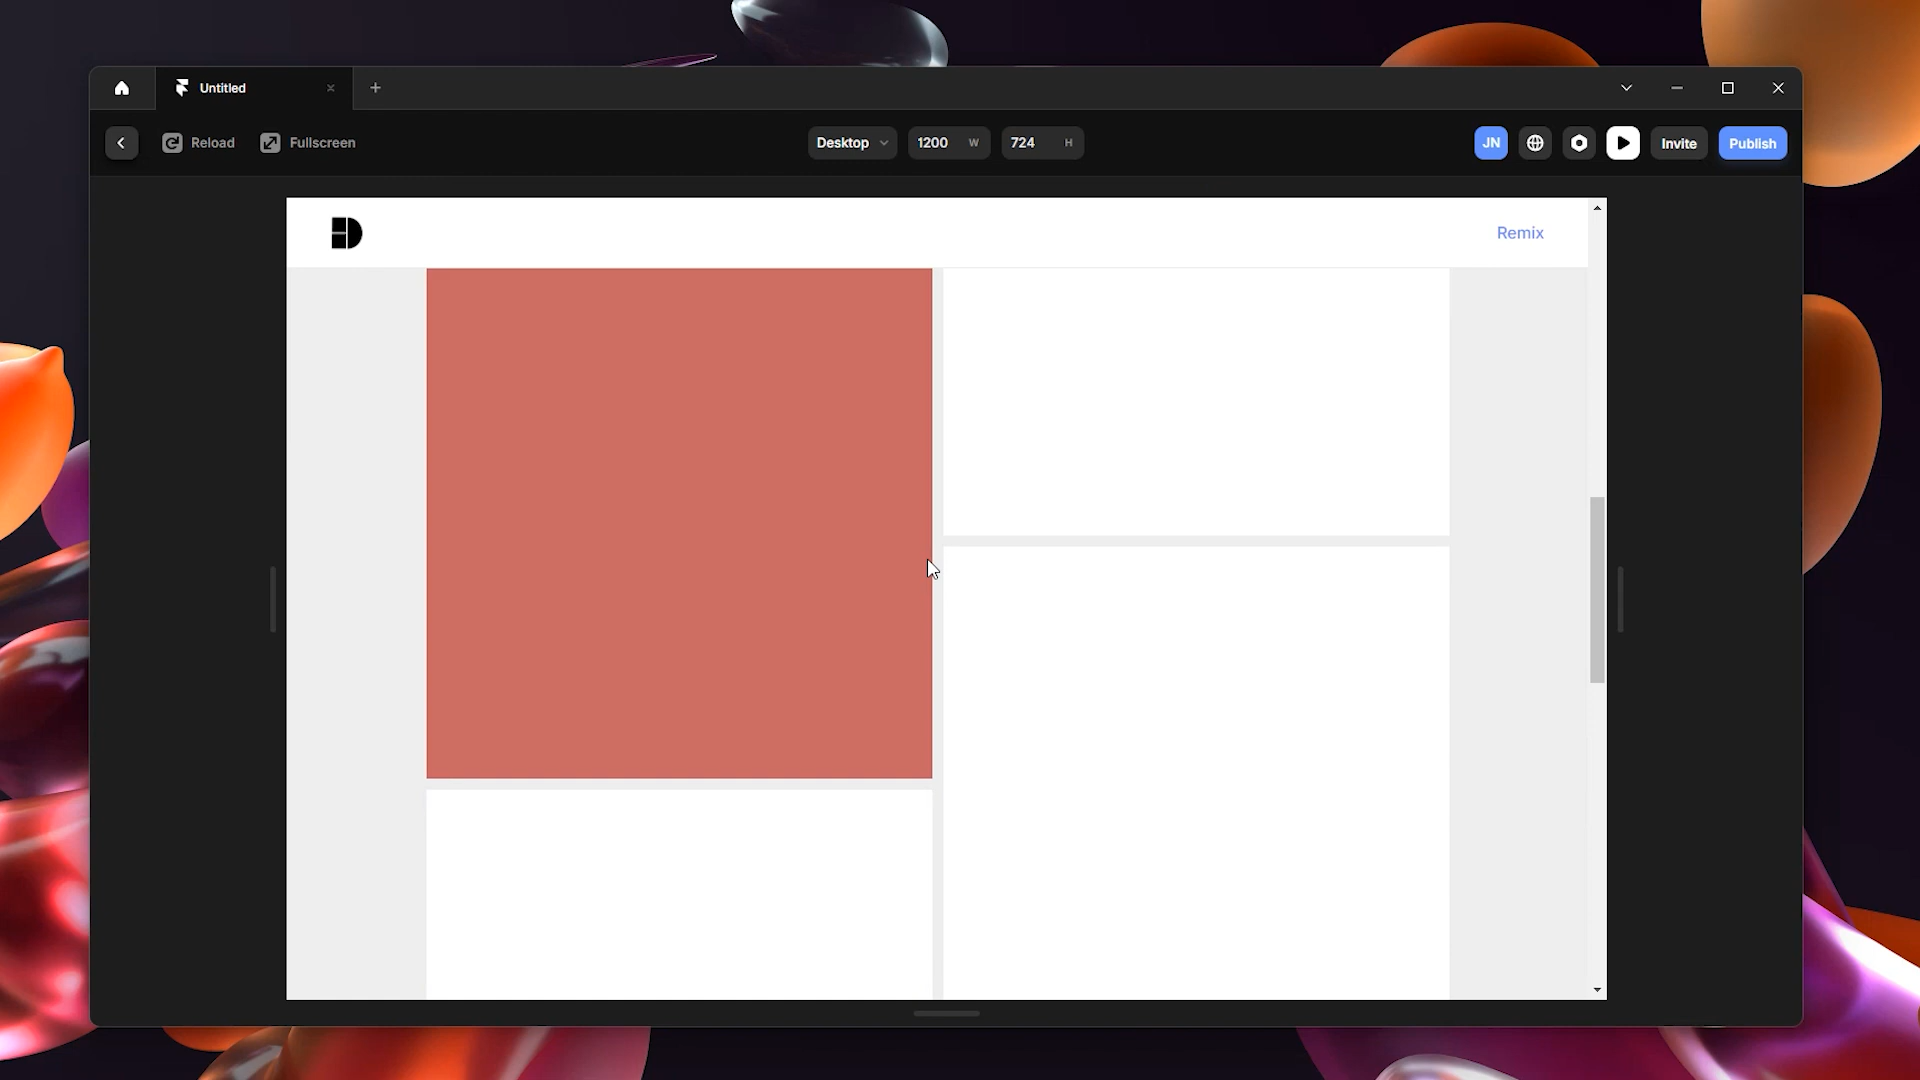 Untitled
Reload
Fullscreen
Desktop
1200 W
724 H
JN
Invite
Publish
Remix